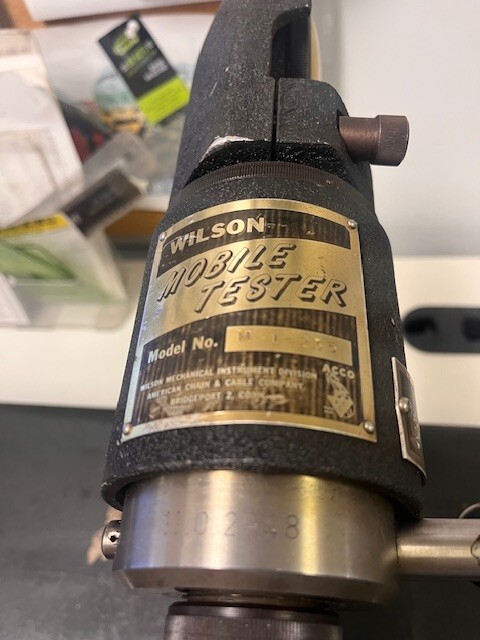 WILSON
MOBILE
TESTER
Model No.
ACCO
WILSON MECHANICAL INSTRUMENT DIVISION
AMERICAN CHAIN & CABLE COMPANY,
BRIDGEPORT 2, CONN.